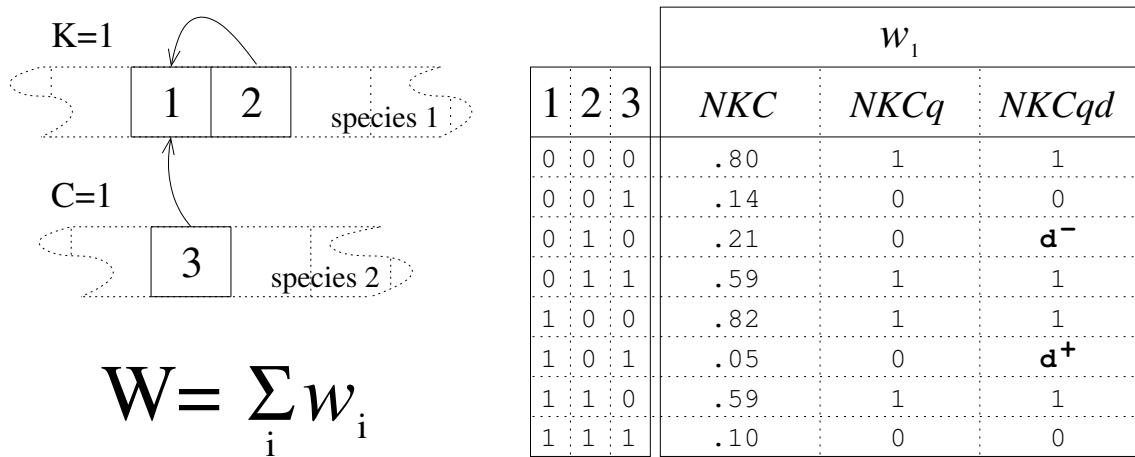 K=1
1 2
species 1
C=1
3
species 2
W= Σ w i
i
w 1
1 2 3 NKC NKCq NKCqd
0 0 0 .80 1 1
0 0 1 .14 0 0
0 1 0 .21 0 d⁻
0 1 1 .59 1 1
1 0 0 .82 1 1
1 0 1 .05 0 d⁺
1 1 0 .59 1 1
1 1 1 .10 0 0